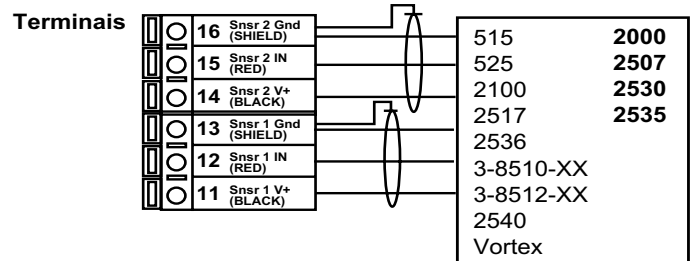 Terminais
16 Snsr 2 Gnd (SHIELD)
15 Snsr 2 IN (RED)
14 Snsr 2 V+ (BLACK)
13 Snsr 1 Gnd (SHIELD)
12 Snsr 1 IN (RED)
11 Snsr 1 V+ (BLACK)
515 2000
525 2507
2100 2530
2517 2535
2536
3-8510-XX
3-8512-XX
2540
Vortex